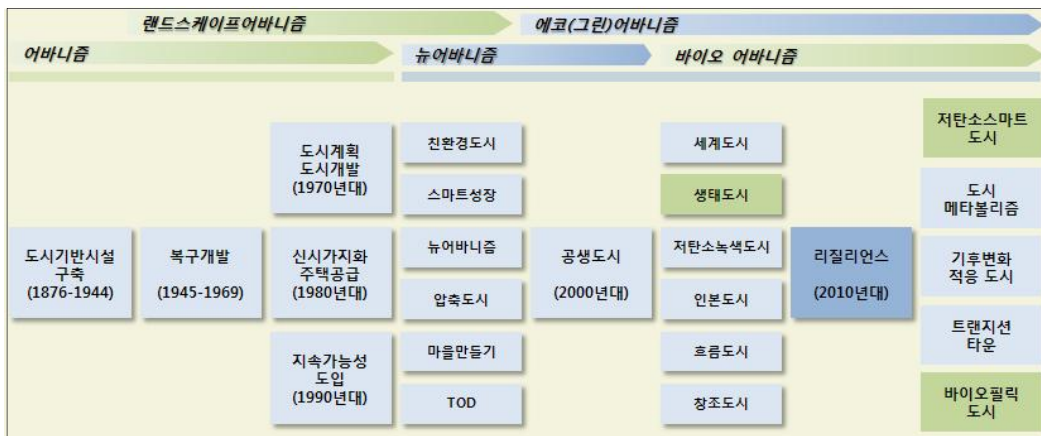 랜드스케이프어바니즘
에코(그린)어바니즘
어바니즘
뉴어바니즘
바이오 어바니즘
도시기반시설
구축
(1876-1944)
복구개발
(1945-1969)
도시계획
도시개발
(1970년대)
신시가지화
주택공급
(1980년대)
지속가능성
도입
(1990년대)
친환경도시
스마트성장
뉴어바니즘
압축도시
마을만들기
TOD
공생도시
(2000년대)
세계도시
생태도시
저탄소녹색도시
인본도시
흐름도시
창조도시
리질리언스
(2010년대)
저탄소스마트
도시
도시
메타볼리즘
기후변화
적응 도시
트랜지션
타운
바이오필릭
도시